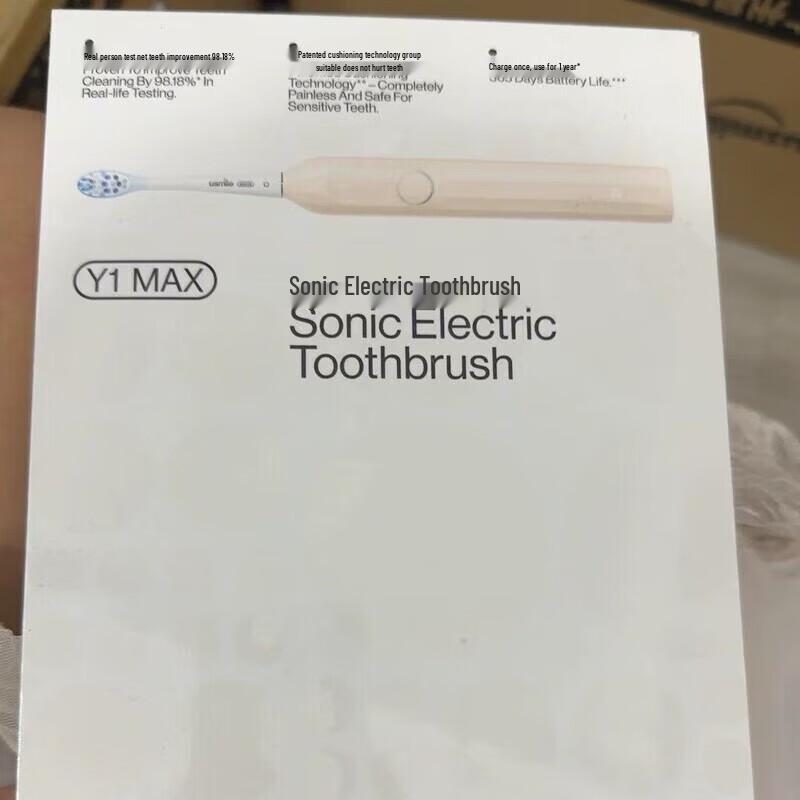 Real person test net teeth improvement 98.18%
Proven To Improve Teeth
Cleaning By 98.18%* In
Real-life Testing.
Patented cushioning technology group
suitable does not hurt teeth
Cushioning
Technology** – Completely
Painless And Safe For
Sensitive Teeth.
Charge once, use for 1 year*
365 Days Battery Life.***
usmile
Y1 MAX
Sonic Electric Toothbrush
Sonic Electric
Toothbrush